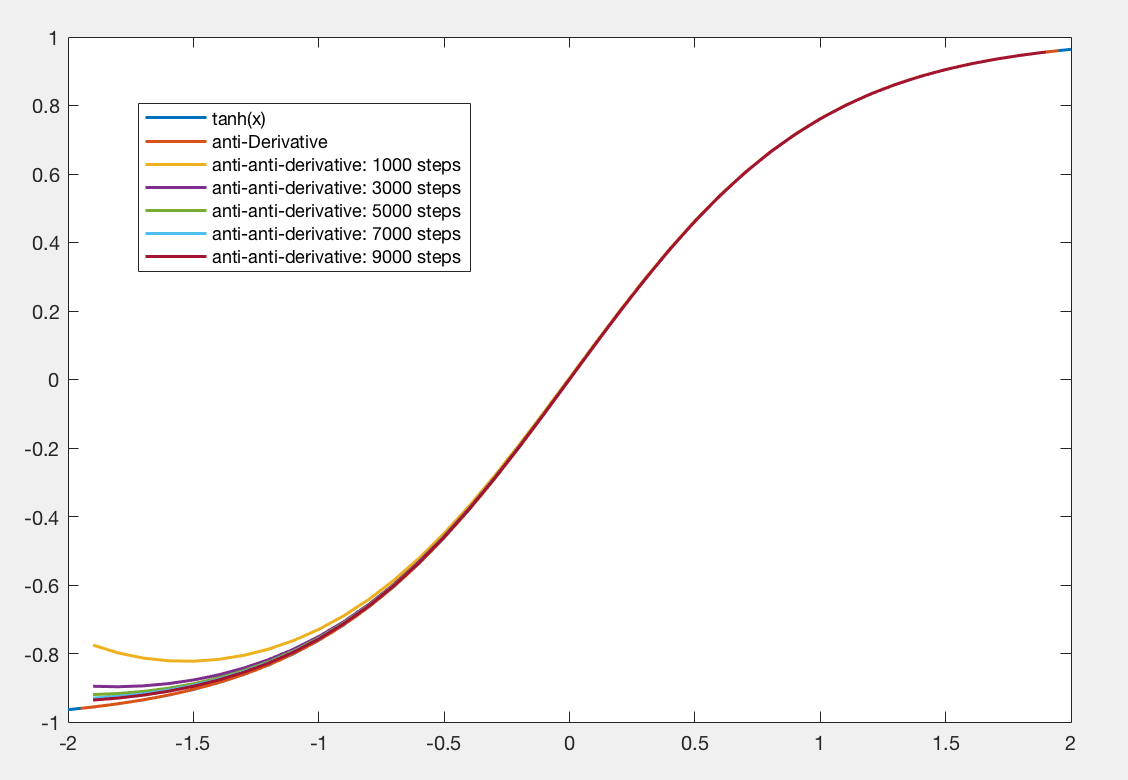 1
0.8
0.6
0.4
0.2
0
-0.2
-0.4
-0.6
-0.8
-1
tanh(x)
anti-Derivative
anti-anti-derivative: 1000 steps
anti-anti-derivative: 3000 steps
anti-anti-derivative: 5000 steps
anti-anti-derivative: 7000 steps
anti-anti-derivative: 9000 steps
-2 -1.5 -1 -0.5 0 0.5 1 1.5 2